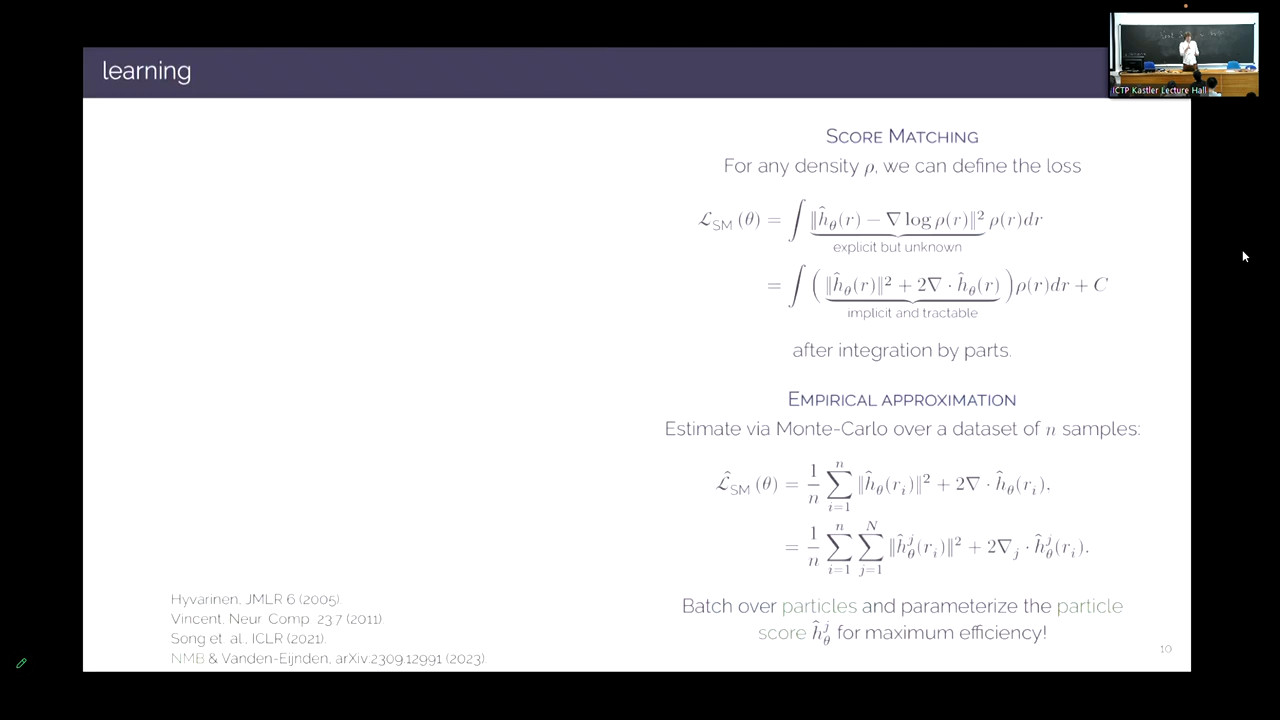 learning
ICTP Kastler Lecture Hall
SCORE MATCHING
For any density ρ, we can define the loss
ℒ_SM (θ) = ∫ ‖ĥ_θ(r) − ∇ log ρ(r)‖² ρ(r)dr
explicit but unknown
= ∫ ( ‖ĥ_θ(r)‖² + 2∇ · ĥ_θ(r) ) ρ(r)dr + C
implicit and tractable
after integration by parts.
EMPIRICAL APPROXIMATION
Estimate via Monte-Carlo over a dataset of n samples:
ℒ̂_SM (θ) = 1/n ∑_{i=1}^{n} ‖ĥ_θ(r_i)‖² + 2∇ · ĥ_θ(r_i).
= 1/n ∑_{i=1}^{n} ∑_{j=1}^{N} ‖ĥ_θ^j(r_i)‖² + 2∇_j · ĥ_θ^j(r_i).
Batch over particles and parameterize the particle
score ĥ_θ^j for maximum efficiency!
Hyvarinen, JMLR 6 (2005)
Vincent. Neur. Comp. 23.7 (2011)
Song et. al., ICLR (2021).
NMB & Vanden-Eijnden, arXiv:2309.12991 (2023)
10